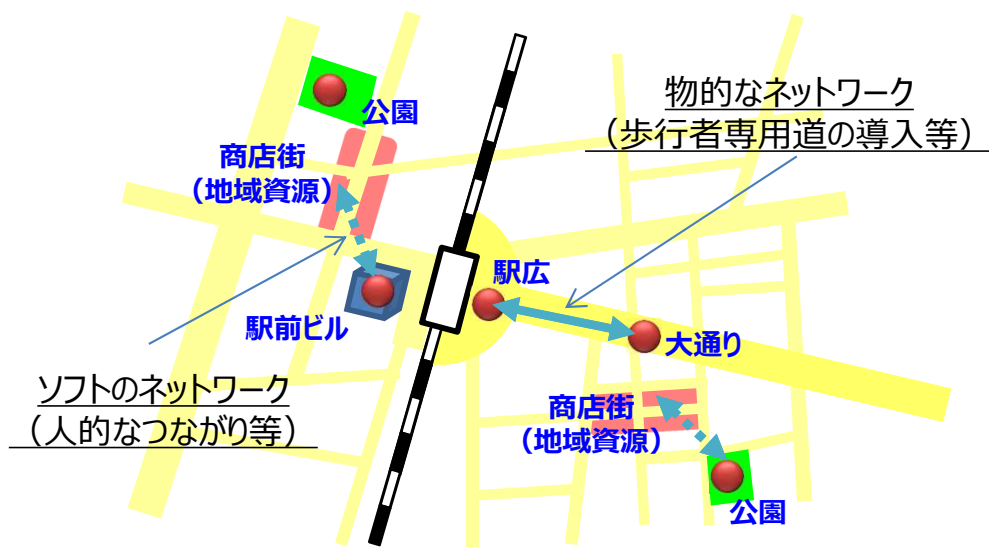 公園
物的なネットワーク
（歩行者専用道の導入等）
商店街
（地域資源）
駅広
駅前ビル
大通り
ソフトのネットワーク
（人的なつながり等）
商店街
（地域資源）
公園